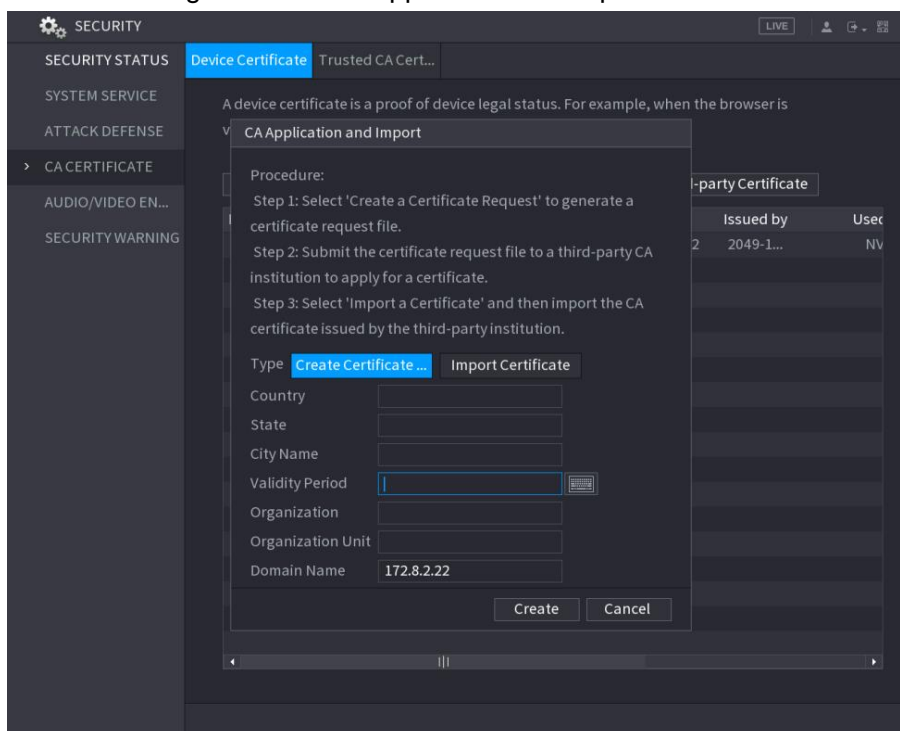 SECURITY
LIVE
SECURITY STATUS
Device Certificate
Trusted CA Cert...
SYSTEM SERVICE
A device certificate is a proof of device legal status. For example, when the browser is
ATTACK DEFENSE
CA Application and Import
CA CERTIFICATE
Procedure:
-party Certificate
Step 1: Select 'Create a Certificate Request' to generate a
certificate request file.
AUDIO/VIDEO EN...
Issued by
Used
SECURITY WARNING
Step 2: Submit the certificate request file to a third-party CA
institution to apply for a certificate.
2
2049-1...
NV
Step 3: Select 'Import a Certificate' and then import the CA
certificate issued by the third-party institution.
Type
Create Certificate ...
Import Certificate
Country
State
City Name
Validity Period
Organization
Organization Unit
Domain Name
172.8.2.22
Create
Cancel